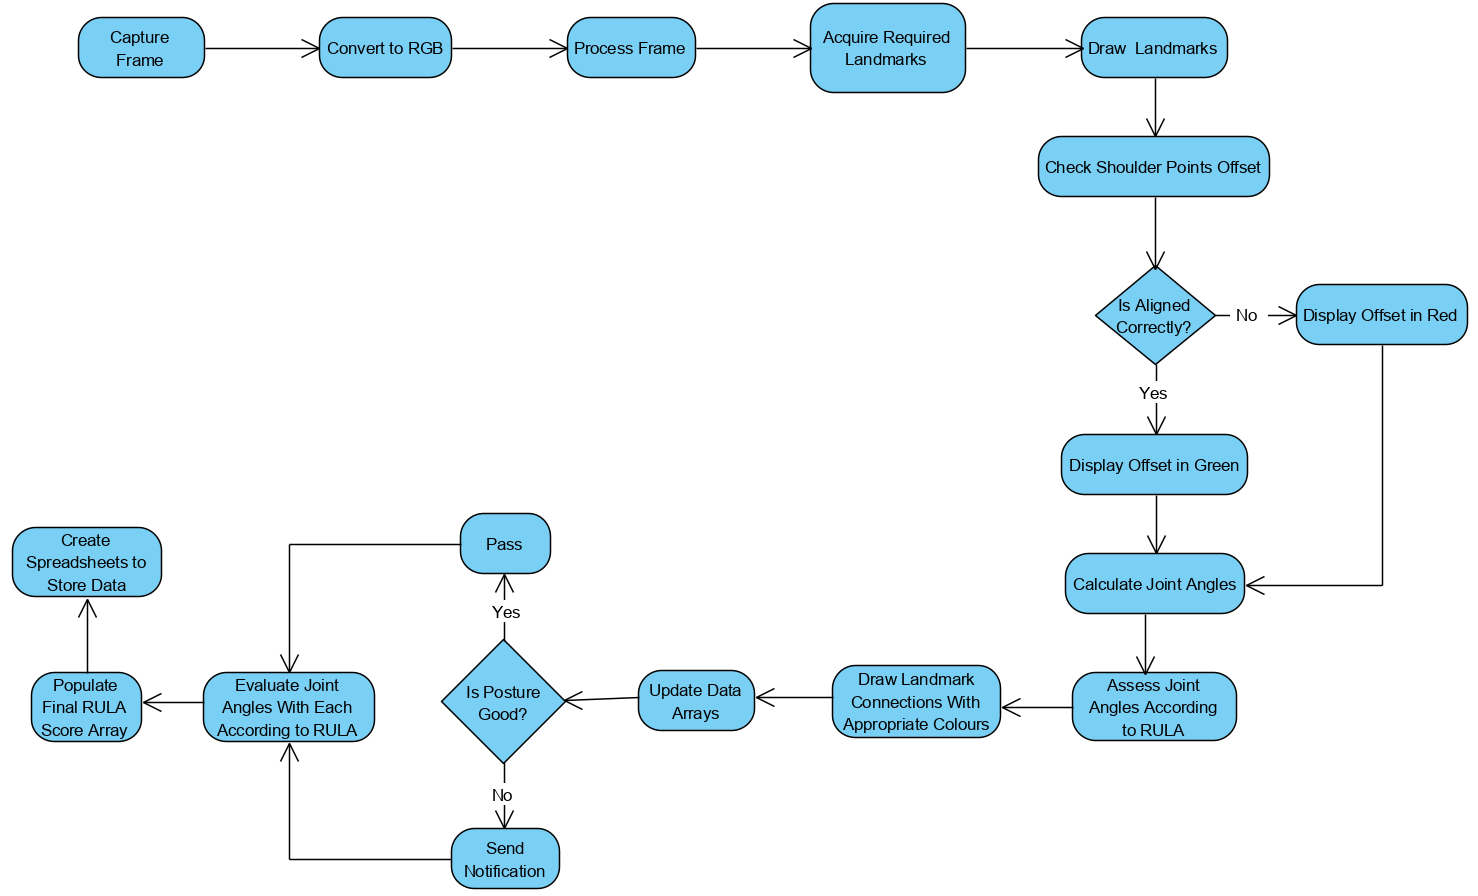 Capture
Frame
Convert to RGB
Process Frame
Acquire Required
Landmarks
Draw  Landmarks
Check Shoulder Points Offset
Is Aligned
Correctly?
No
Display Offset in Red
Yes
Display Offset in Green
Calculate Joint Angles
Assess Joint
Angles According
to RULA
Draw Landmark
Connections With
Appropriate Colours
Update Data
Arrays
Is Posture
Good?
Yes
Pass
No
Send
Notification
Evaluate Joint
Angles With Each
According to RULA
Populate
Final RULA
Score Array
Create
Spreadsheets to
Store Data